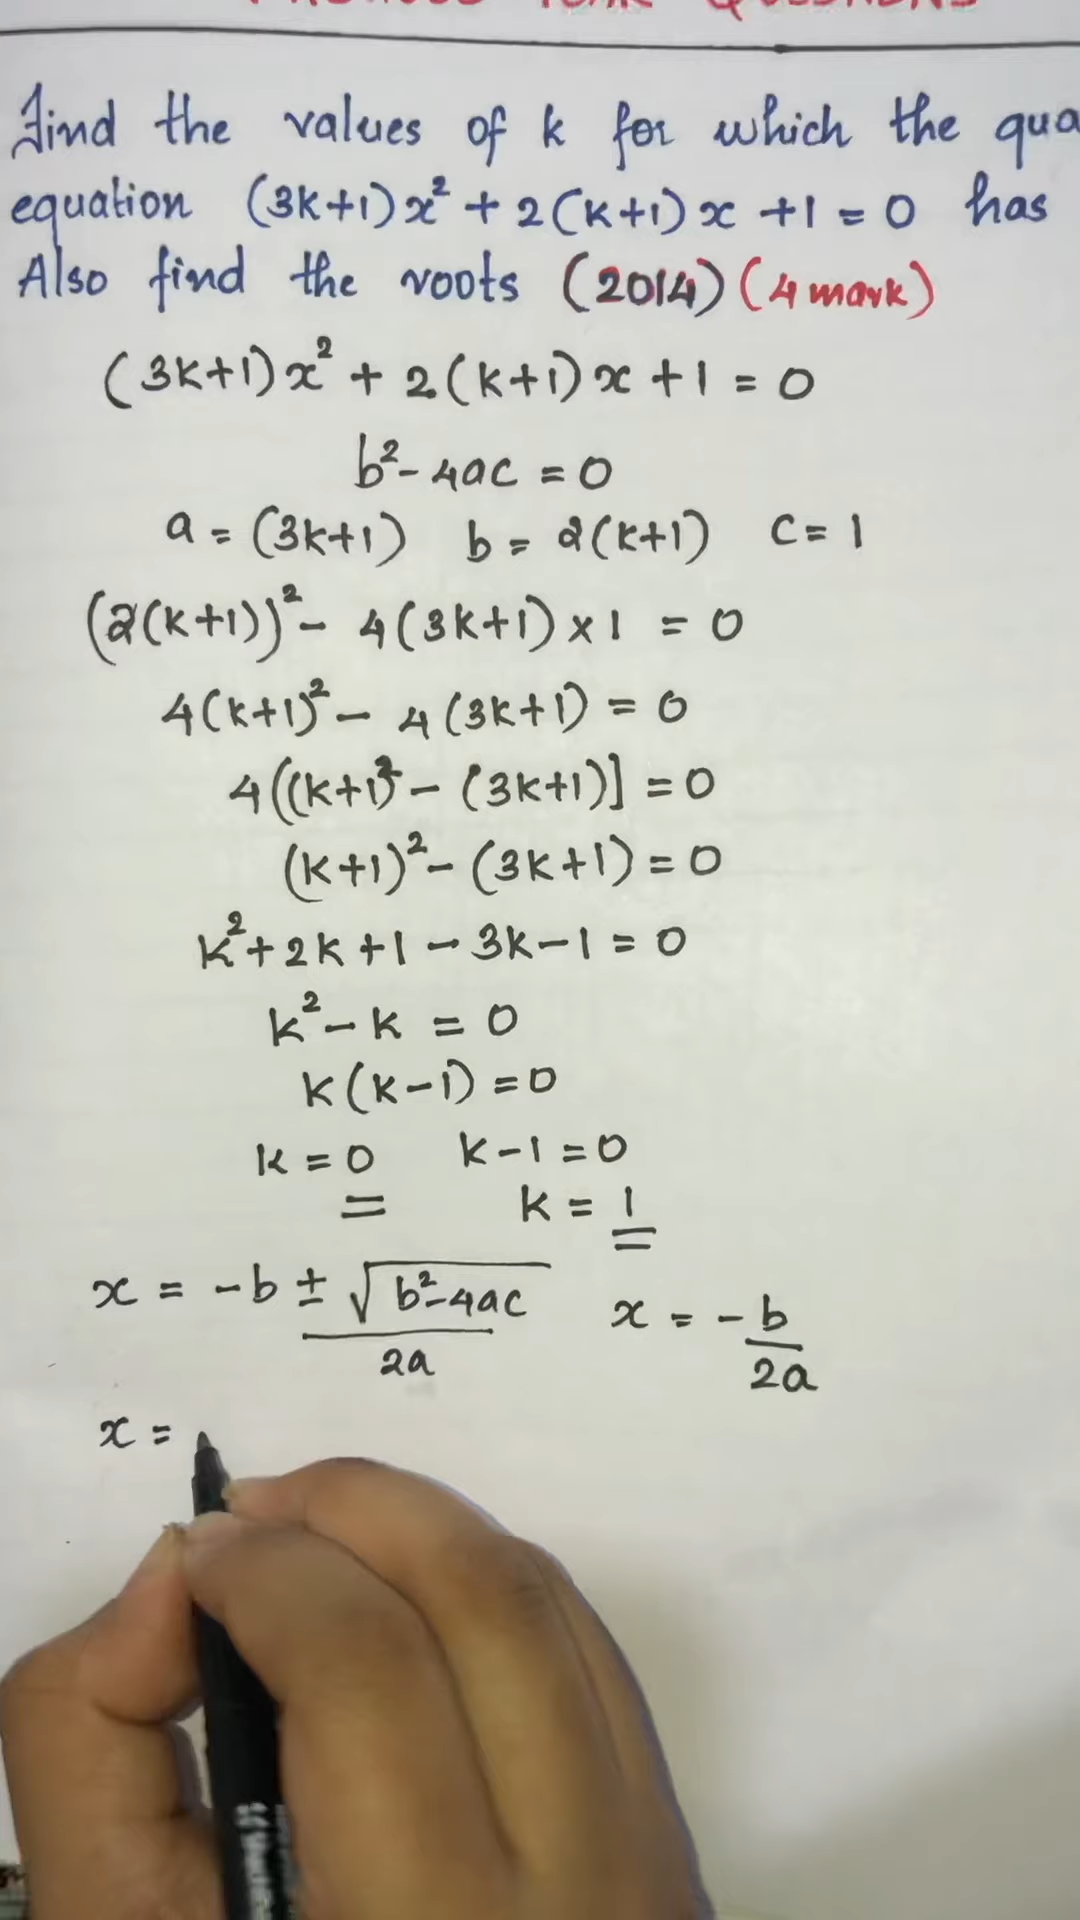 Find the values of k for which the qua
equation (3k+1)x² + 2(k+1)x +1 = 0 has
Also find the roots (2014) (4 mark)
(3k+1)x² + 2(k+1)x +1 = 0
b²-4ac = 0
a = (3k+1) b = 2(k+1) c = 1
(2(k+1))² - 4(3k+1)×1 = 0
4(k+1)² - 4(3k+1) = 0
4((k+1)² - (3k+1)] = 0
(k+1)² - (3k+1) = 0
k²+2k+1-3k-1 = 0
k²-k = 0
k(k-1) = 0
k = 0 k-1 = 0
k = 1
x = -b ± √b²-4ac / 2a x = -b / 2a
x =